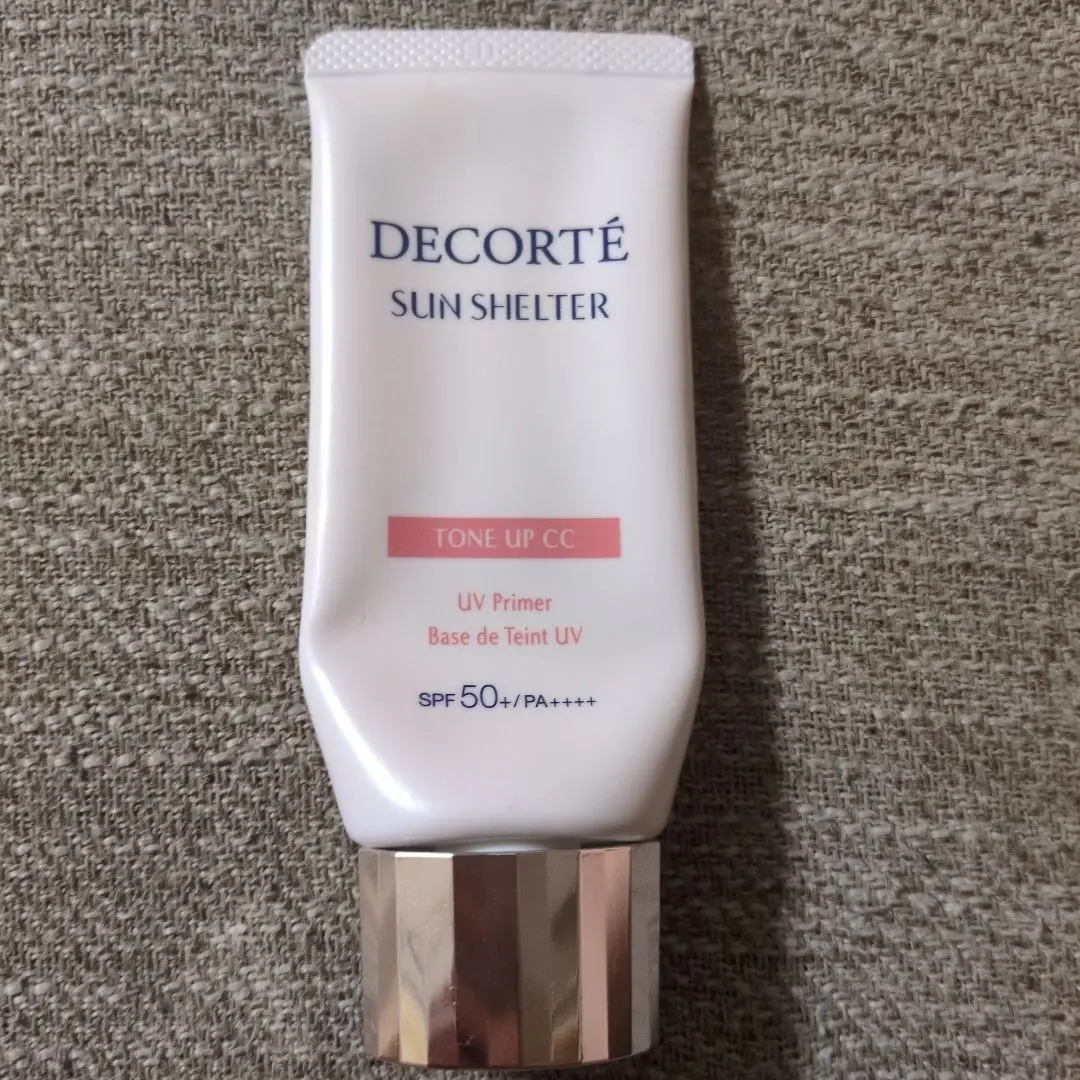 DECORTÉ
SUN SHELTER
TONE UP CC
UV Primer
Base de Teint UV
SPF 50+/PA++++